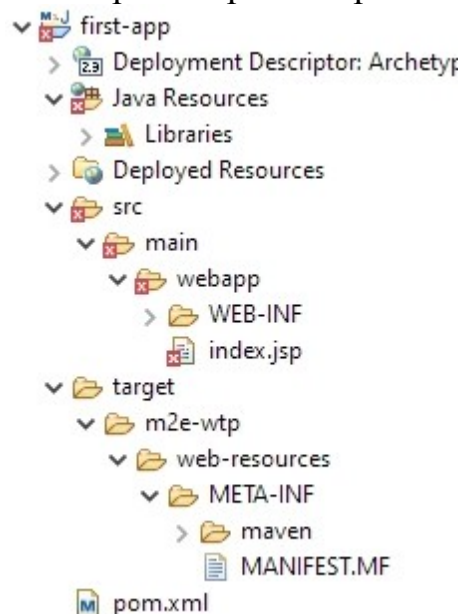 first-app
Deployment Descriptor: Archetyp
Java Resources
Libraries
Deployed Resources
src
main
webapp
WEB-INF
index.jsp
target
m2e-wtp
web-resources
META-INF
maven
MANIFEST.MF
pom.xml